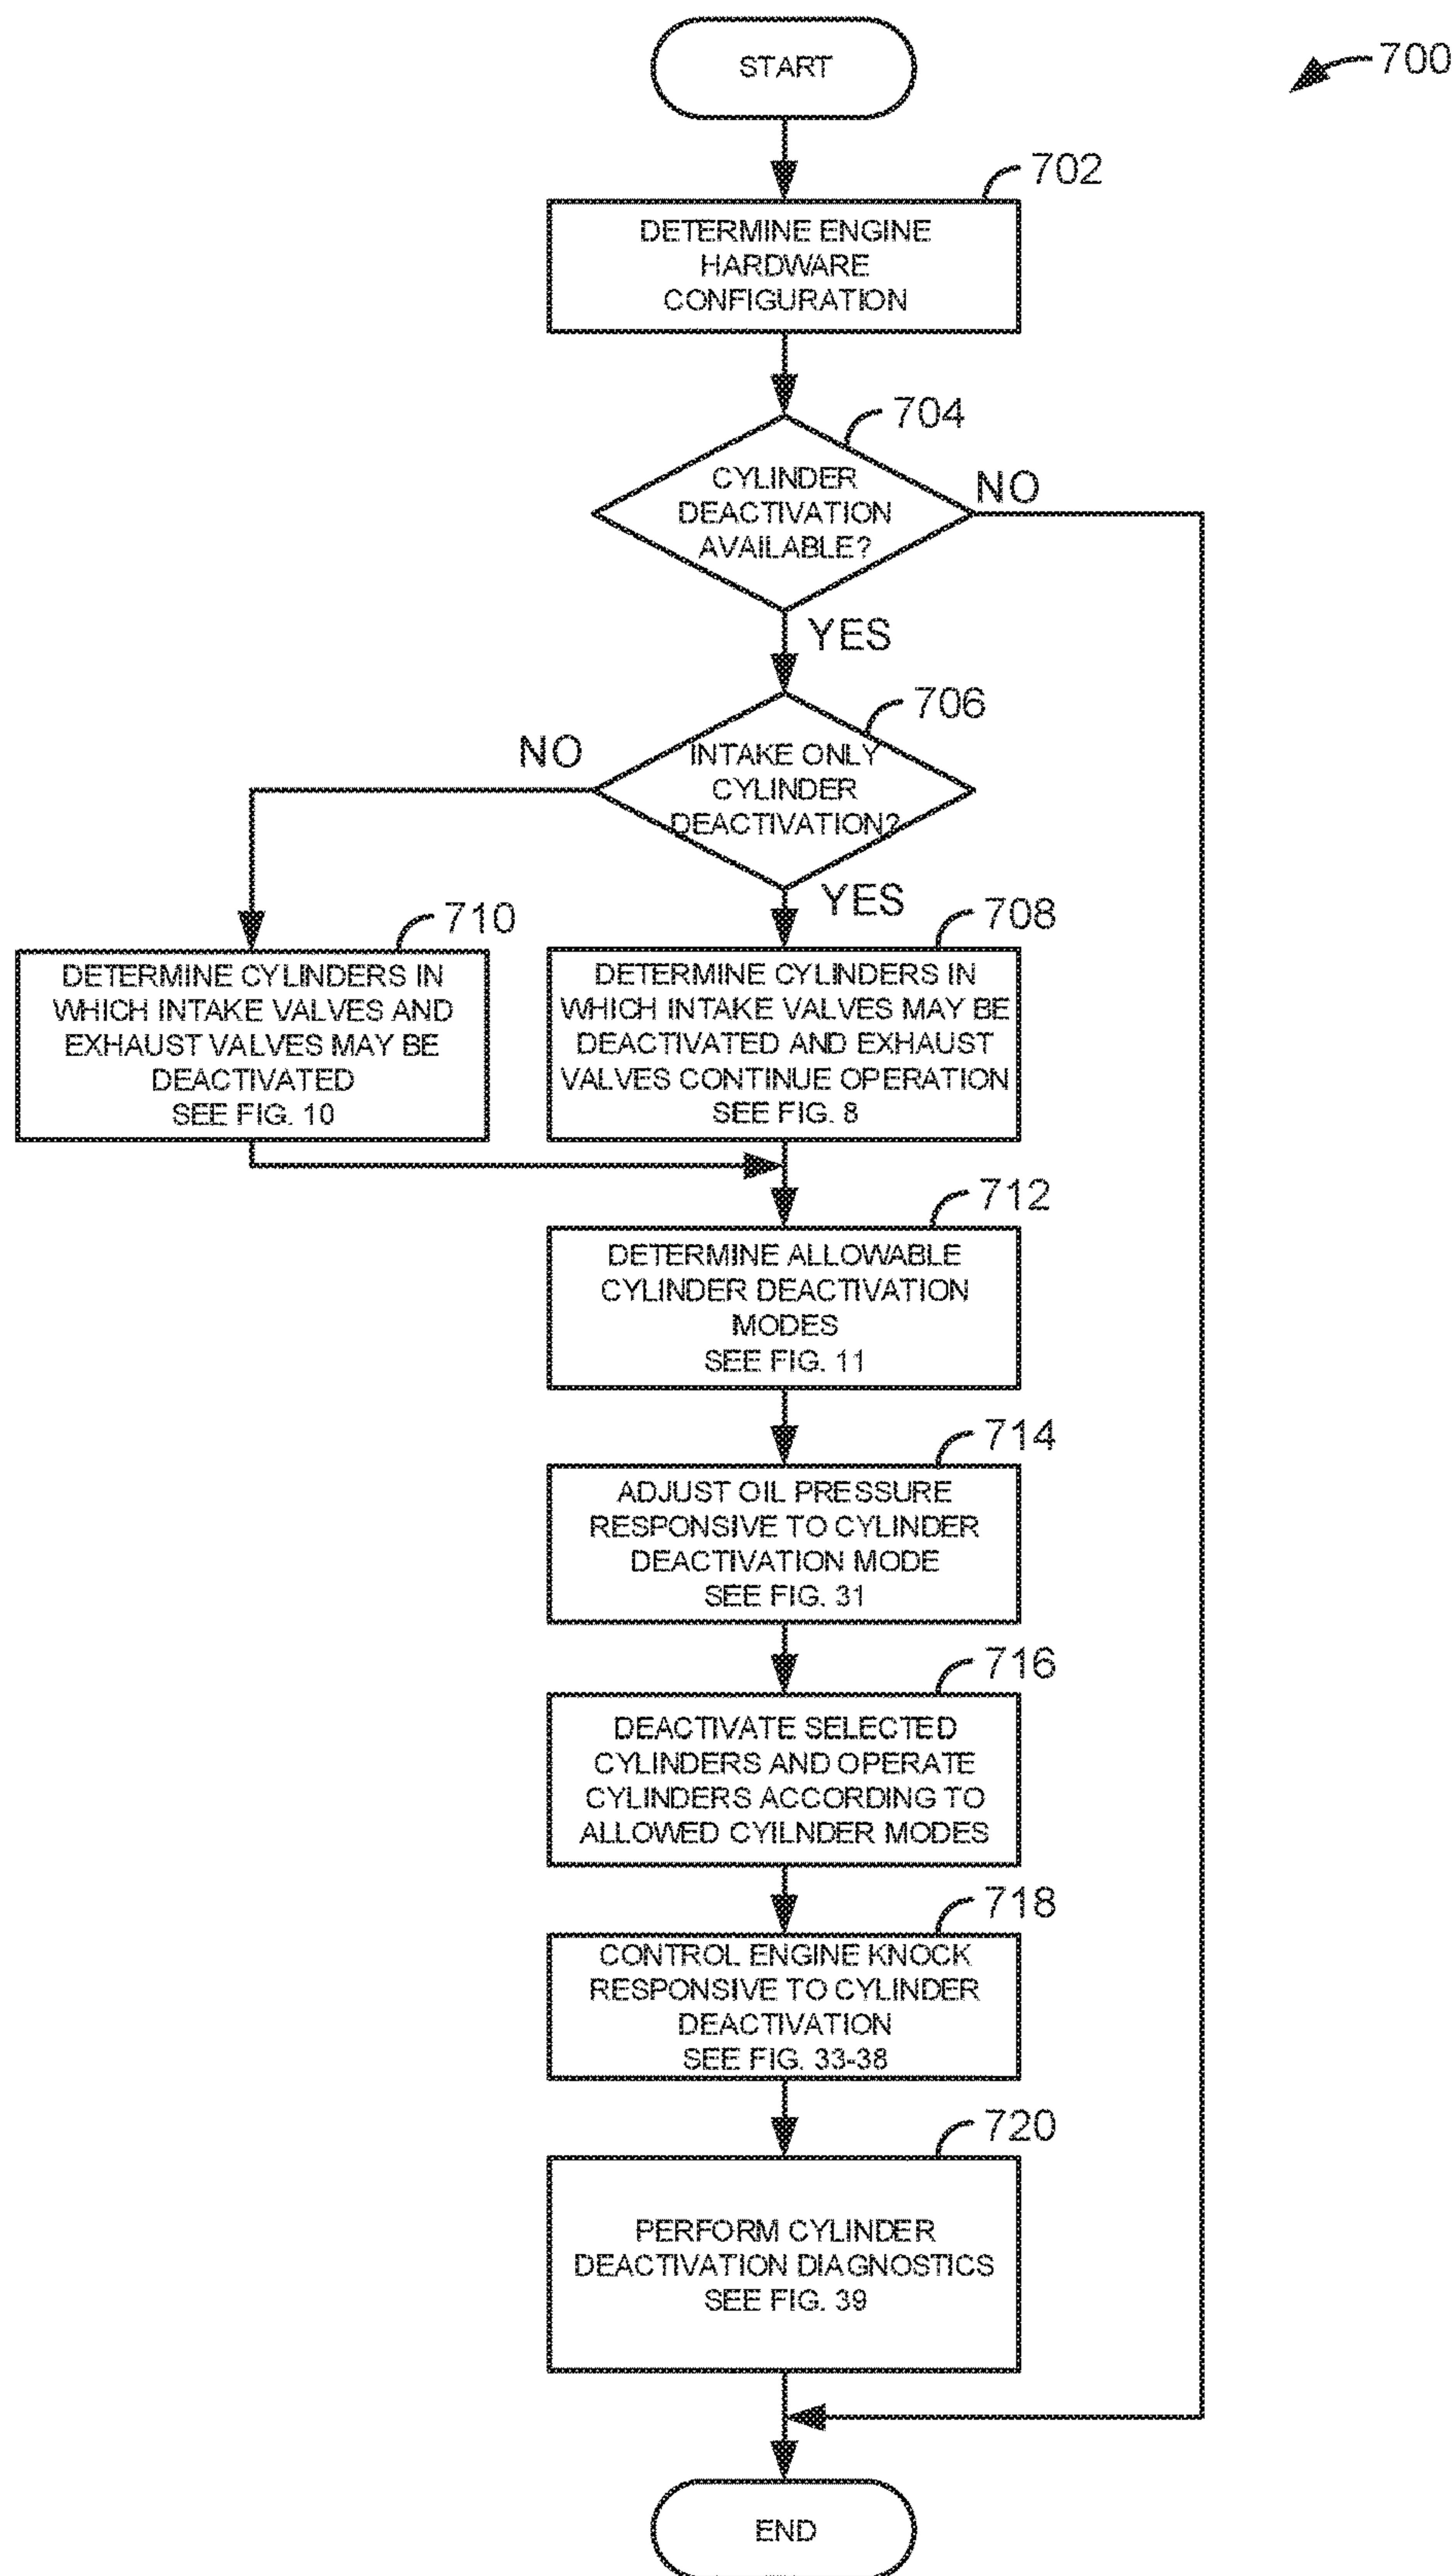 START
700
702
DETERMINE ENGINE
HARDWARE
CONFIGURATION
704
CYLINDER
DEACTIVATION
AVAILABLE?
NO
YES
706
INTAKE ONLY
CYLINDER
DEACTIVATION?
NO
YES
710
DETERMINE CYLINDERS IN
WHICH INTAKE VALVES AND
EXHAUST VALVES MAY BE
DEACTIVATED
SEE FIG. 10
708
DETERMINE CYLINDERS IN
WHICH INTAKE VALVES MAY BE
DEACTIVATED AND EXHAUST
VALVES CONTINUE OPERATION
SEE FIG. 8
712
DETERMINE ALLOWABLE
CYLINDER DEACTIVATION
MODES
SEE FIG. 11
714
ADJUST OIL PRESSURE
RESPONSIVE TO CYLINDER
DEACTIVATION MODE
SEE FIG. 31
716
DEACTIVATE SELECTED
CYLINDERS AND OPERATE
CYLINDERS ACCORDING TO
ALLOWED CYILNDER MODES
718
CONTROL ENGINE KNOCK
RESPONSIVE TO CYLINDER
DEACTIVATION
SEE FIG. 33-38
720
PERFORM CYLINDER
DEACTIVATION DIAGNOSTICS
SEE FIG. 39
END